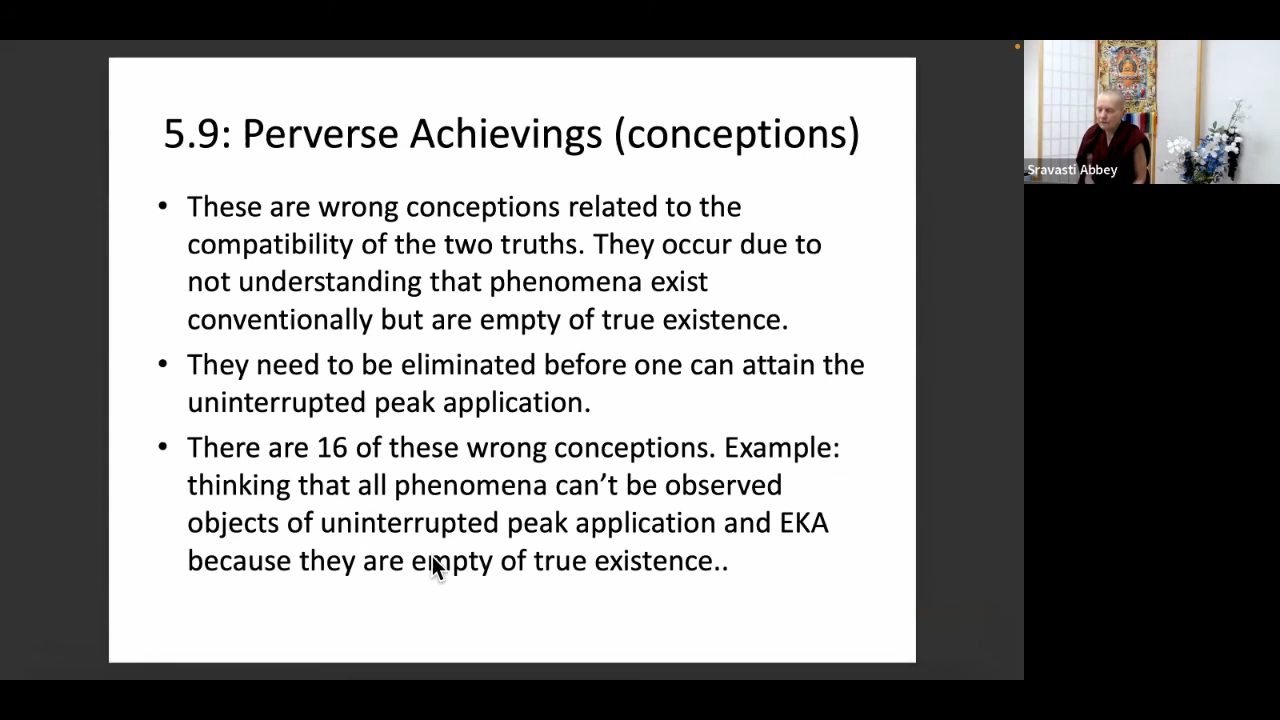 5.9: Perverse Achievings (conceptions)
• These are wrong conceptions related to the
compatibility of the two truths. They occur due to
not understanding that phenomena exist
conventionally but are empty of true existence.
• They need to be eliminated before one can attain the
uninterrupted peak application.
• There are 16 of these wrong conceptions. Example:
thinking that all phenomena can’t be observed
objects of uninterrupted peak application and EKA
because they are empty of true existence..
Sravasti Abbey